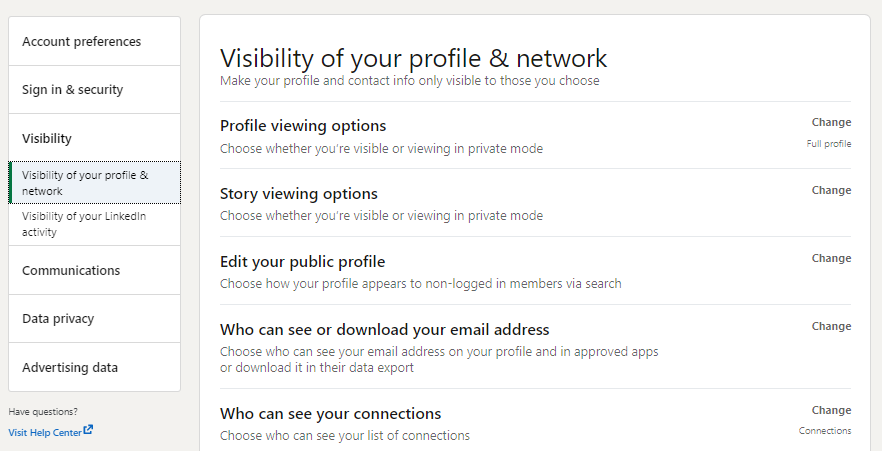 Account preferences
Sign in & security
Visibility
Visibility of your profile &
network
Visibility of your LinkedIn
activity
Communications
Data privacy
Advertising data
Have questions?
Visit Help Center
Visibility of your profile & network
Make your profile and contact info only visible to those you choose
Profile viewing options
Change
Choose whether you're visible or viewing in private mode
Full profile
Story viewing options
Change
Choose whether you're visible or viewing in private mode
Edit your public profile
Change
Choose how your profile appears to non-logged in members via search
Who can see or download your email address
Change
Choose who can see your email address on your profile and in approved apps
or download it in their data export
Who can see your connections
Change
Choose who can see your list of connections
Connections